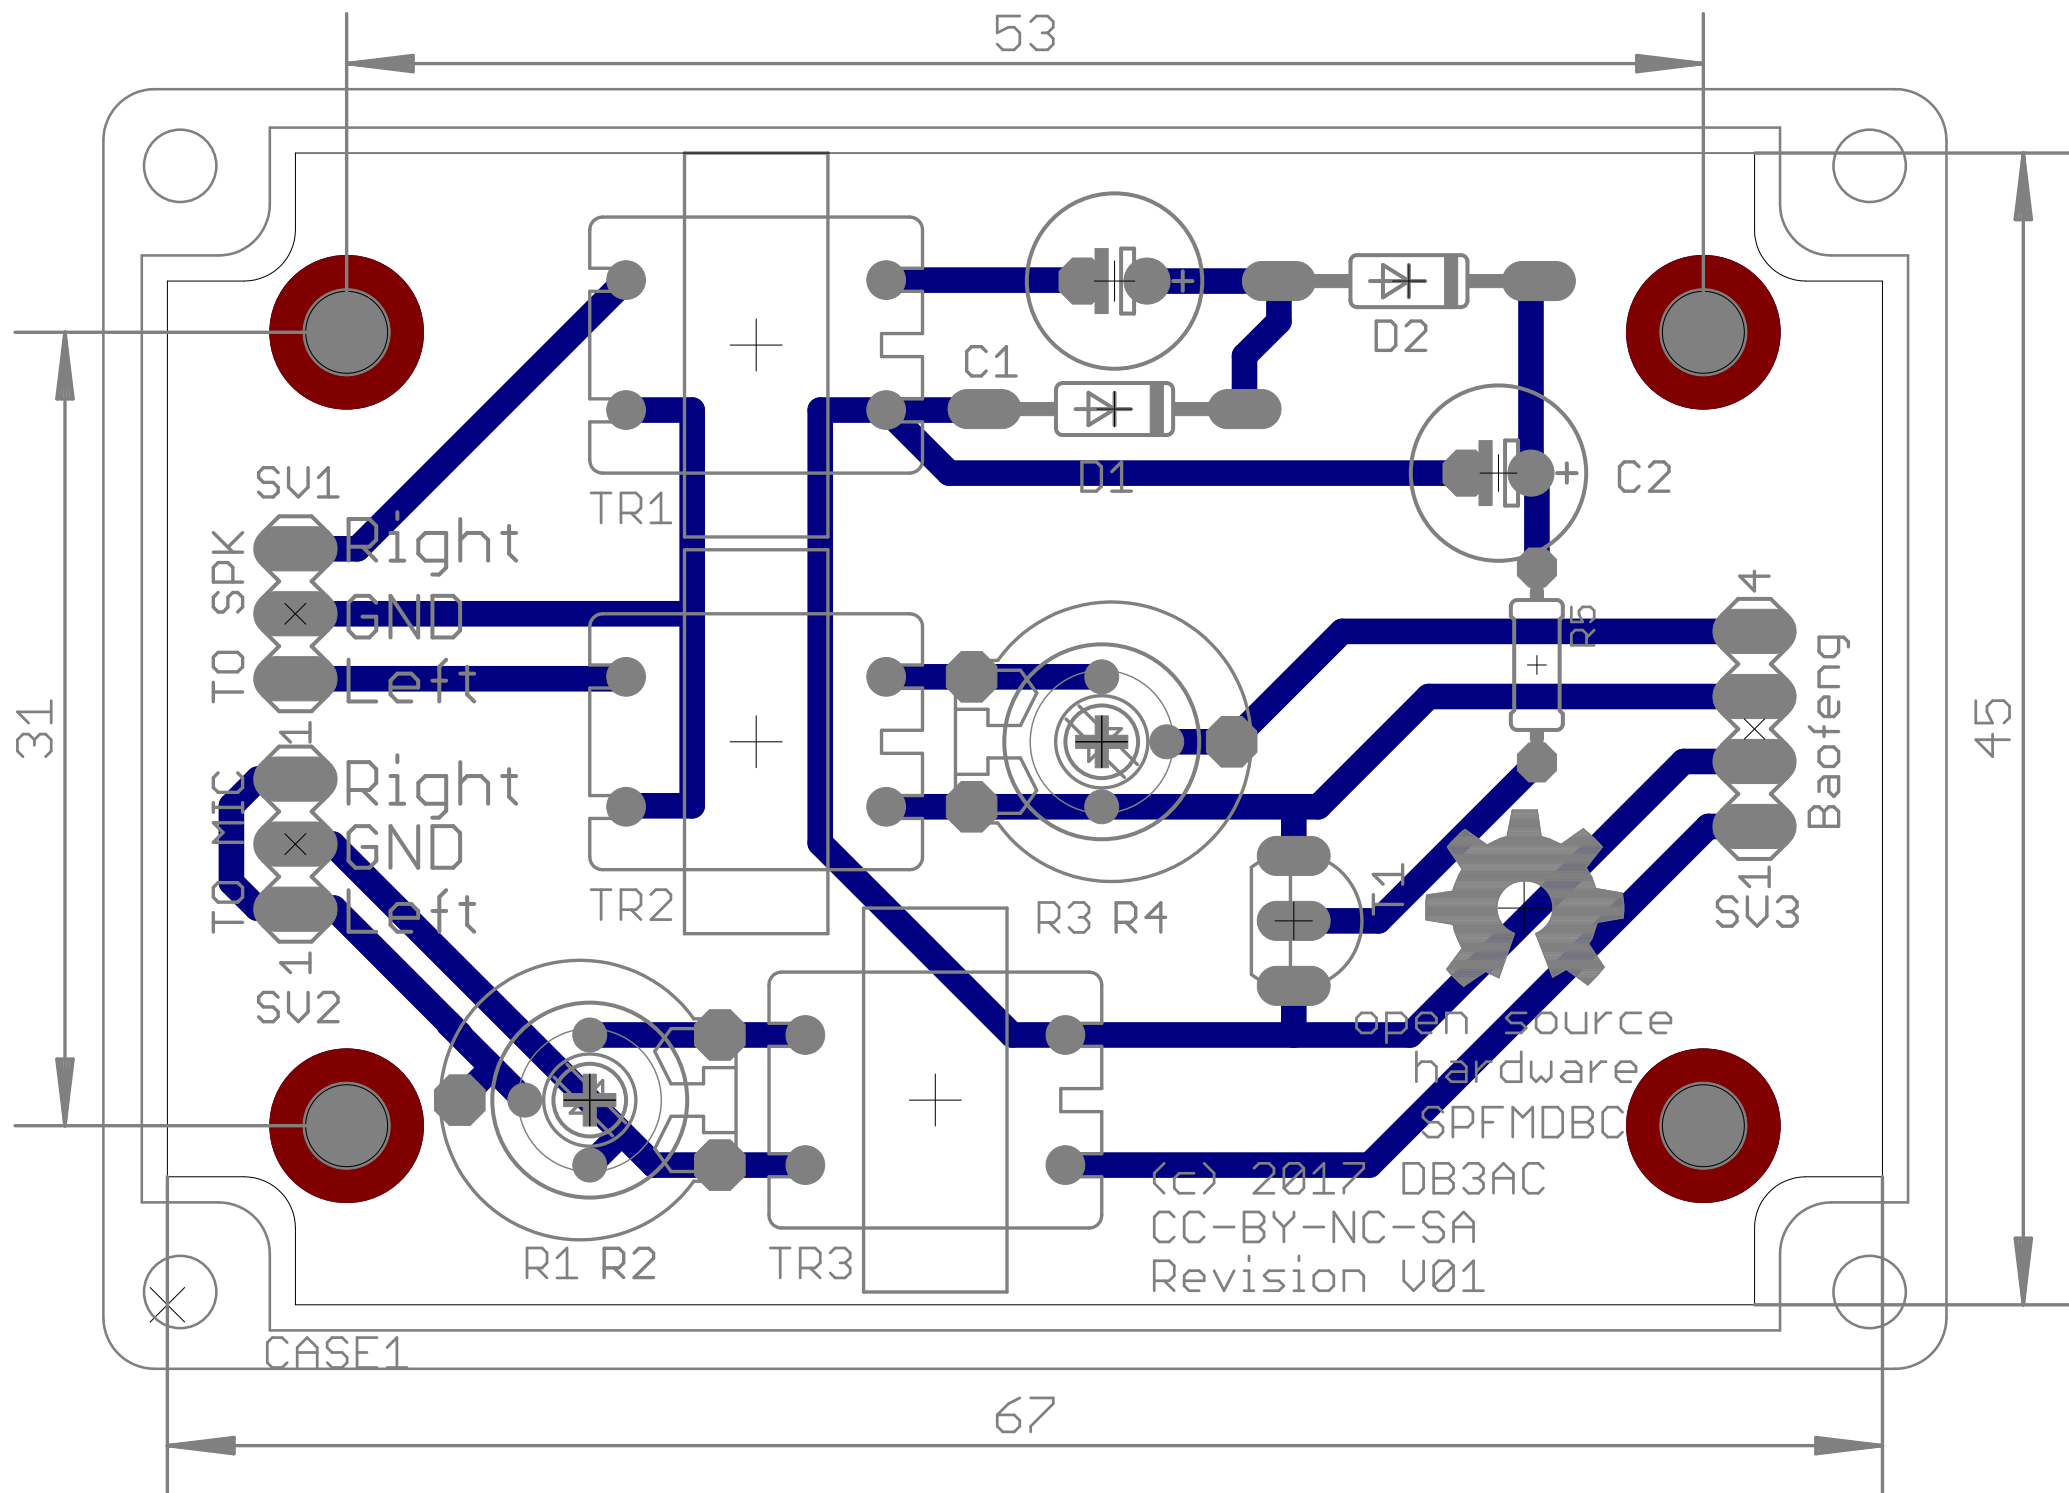 53
D2
C1
SV1
D1
C2
TR1
Right
TO SPK
GND
Left
1
4
R5
31
45
Baofeng
Right
TO MIC
GND
Left
1
TR2
R3 R4
T1
1
SV3
SV2
open source
hardware
SPFMDBC
(c) 2017 DB3AC
CC-BY-NC-SA
Revision V01
R1 R2
TR3
CASE1
67